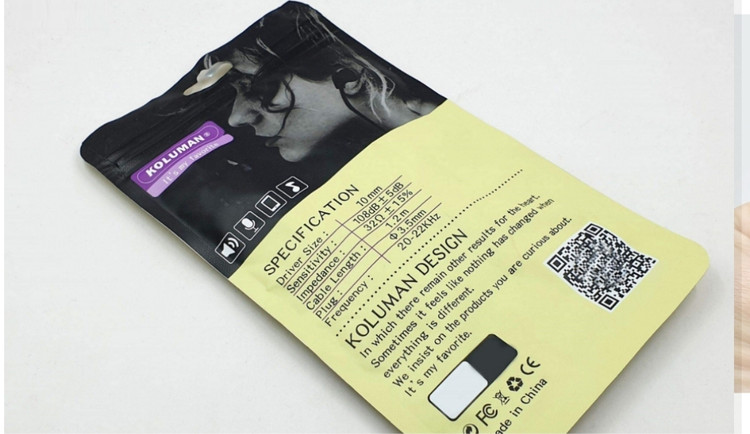 KOLUMAN®
It's my favorite
SPECIFICATION
Driver Size : 10mm
Sensitivity : 108dB±5dB
Impedance : 32Ω±15%
Cable Length : 1.2m
Plug : Φ3.5mm
Frequency : 20-22KHz
KOLUMAN DESIGN
In which there remain other results for the heart.
Sometimes it feels like nothing has changed when
everything is different.
We insist on the products you are curious about.
It's my favorite.
FC CE
ade in China